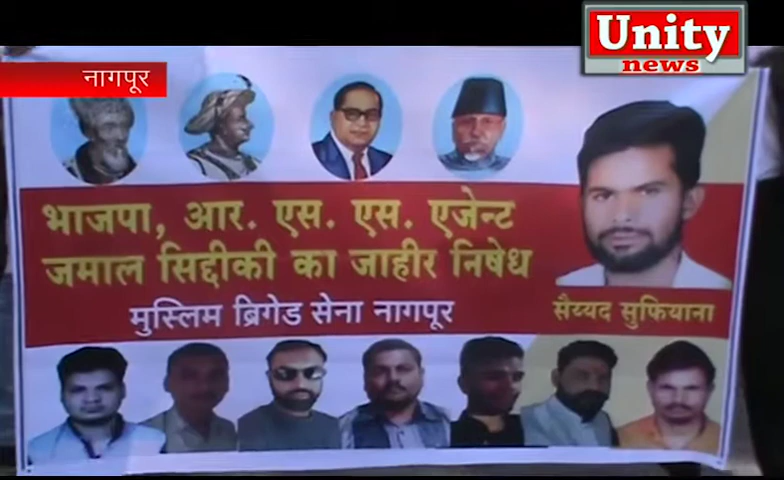 Unity
news
नागपूर
भाजपा, आर. एस. एस. एजेन्ट
जमाल सिद्दीकी का जाहीर निषेध
मुस्लिम ब्रिगेड सेना नागपूर
सैय्यद सुफियाना